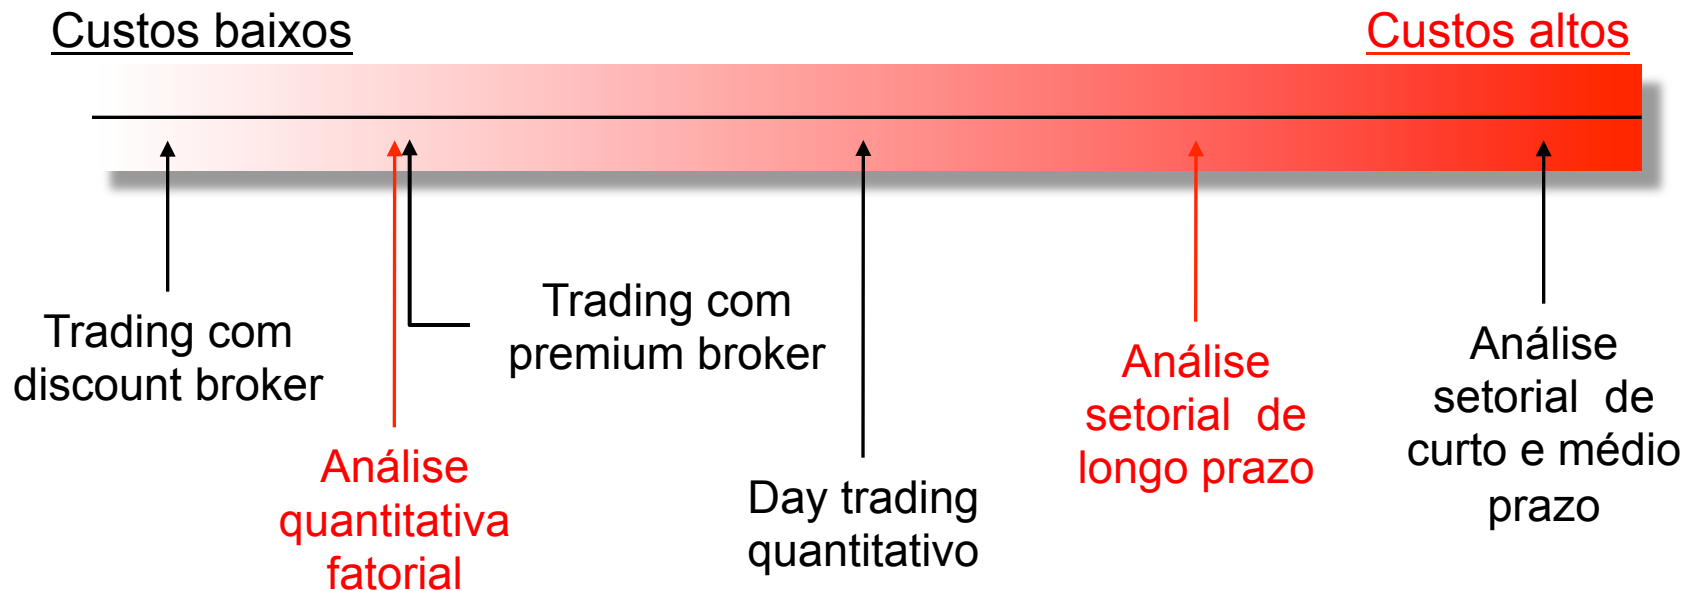 Custos baixos
Custos altos
Trading com
discount broker
Análise
quantitativa
fatorial
Trading com
premium broker
Day trading
quantitativo
Análise
setorial de
longo prazo
Análise
setorial de
curto e médio
prazo